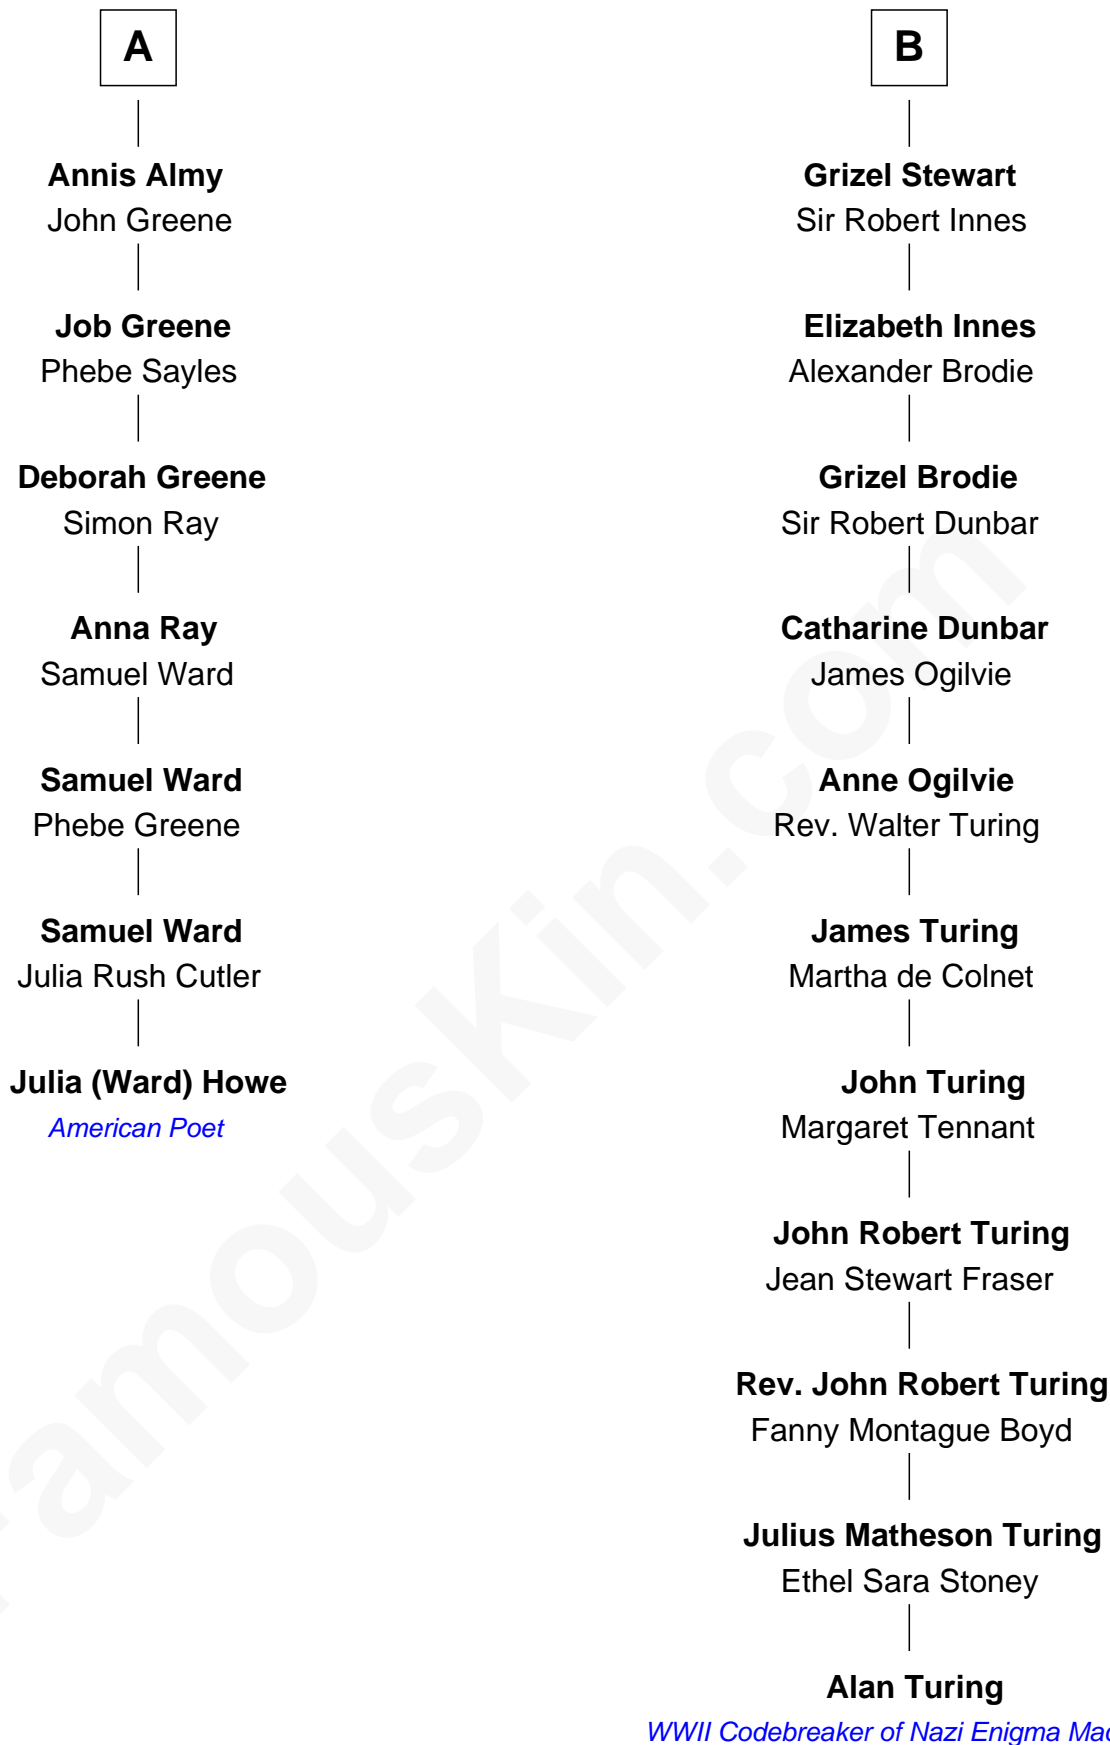 A
Annis Almy
John Greene
Job Greene
Phebe Sayles
Deborah Greene
Simon Ray
Anna Ray
Samuel Ward
Samuel Ward
Phebe Greene
Samuel Ward
Julia Rush Cutler
Julia (Ward) Howe
American Poet
B
Grizel Stewart
Sir Robert Innes
Elizabeth Innes
Alexander Brodie
Grizel Brodie
Sir Robert Dunbar
Catharine Dunbar
James Ogilvie
Anne Ogilvie
Rev. Walter Turing
James Turing
Martha de Colnet
John Turing
Margaret Tennant
John Robert Turing
Jean Stewart Fraser
Rev. John Robert Turing
Fanny Montague Boyd
Julius Matheson Turing
Ethel Sara Stoney
Alan Turing
WWII Codebreaker of Nazi Enigma
FamousKin.com